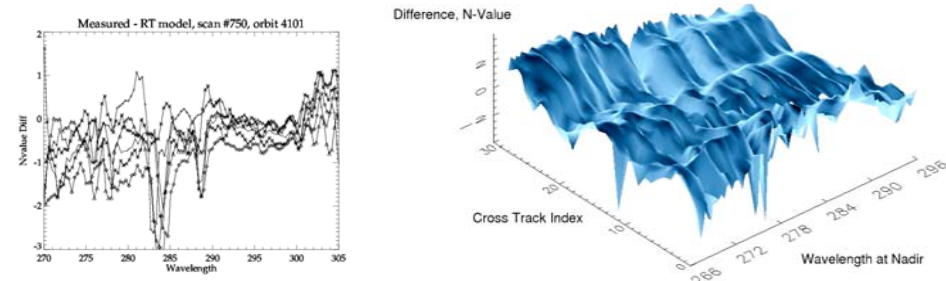 Measured - RT model, scan #750, orbit 4101
Nvalue Diff
2
1
0
-1
-2
-3
270 275 280 285 290 295 300 305
Wavelength
Difference, N-Value
0
30
20
10
0
Cross Track Index
266 272 278 284 290 296
Wavelength at Nadir